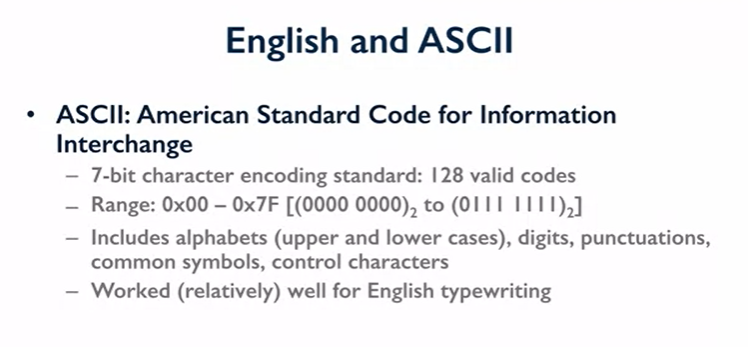 English and ASCII
• ASCII: American Standard Code for Information
Interchange
– 7-bit character encoding standard: 128 valid codes
– Range: 0x00 – 0x7F [(0000 0000)₂ to (0111 1111)₂]
– Includes alphabets (upper and lower cases), digits, punctuations,
common symbols, control characters
– Worked (relatively) well for English typewriting